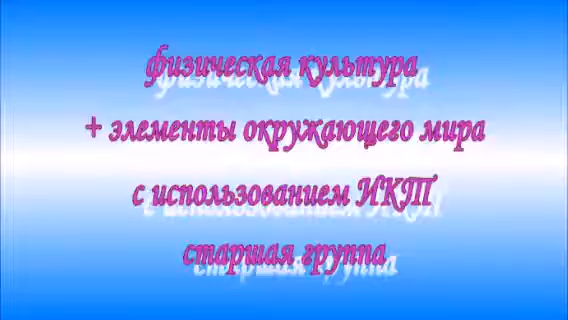 физическая культура
+ элементы окружающего мира
с использованием ИКТ
старшая группа